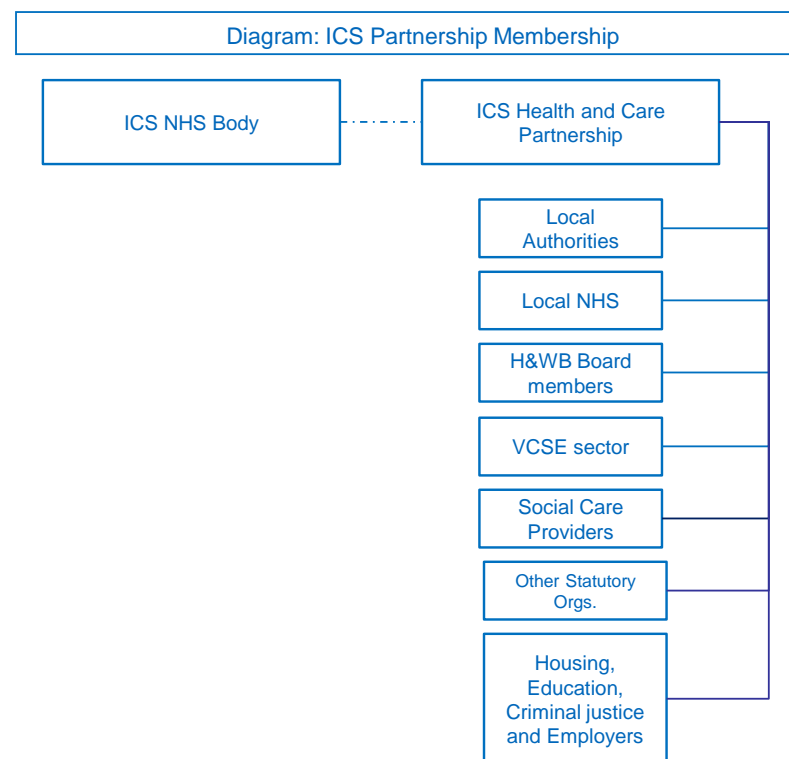 Diagram: ICS Partnership Membership
ICS NHS Body
ICS Health and Care
Partnership
Local
Authorities
Local NHS
H&WB Board
members
VCSE sector
Social Care
Providers
Other Statutory
Orgs.
Housing,
Education,
Criminal justice
and Employers